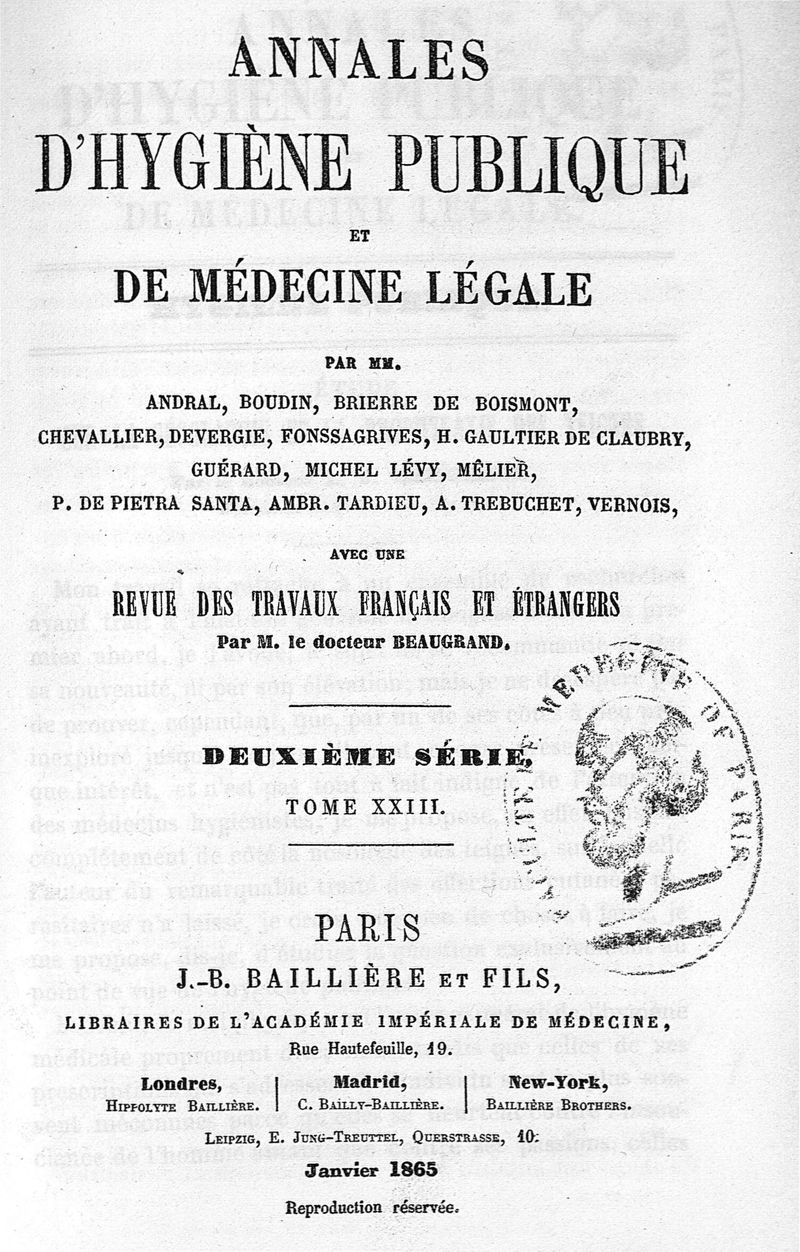 ANNALES
D'HYGIÈNE PUBLIQUE
ET
DE MÉDECINE LÉGALE
PAR MM.
ANDRAL, BOUDIN, BRIERRE DE BOISMONT,
CHEVALLIER, DEVERGIE, FONSSAGRIVES, H. GAULTIER DE CLAUBRY,
GUÉRARD, MICHEL LÉVY, MÊLIER,
P. DE PIETRA SANTA, AMBR. TARDIEU, A. TREBUCHET, VERNOIS,
AVEC UNE
REVUE DES TRAVAUX FRANÇAIS ET ÉTRANGERS
Par M. le docteur BEAUGRAND.
DEUXIÈME SÉRIE,
TOME XXIII.
MEDECINE DE PARIS
PARIS
J.-B. BAILLIÈRE ET FILS,
LIBRAIRES DE L'ACADÉMIE IMPÉRIALE DE MÉDECINE,
Rue Hautefeuille, 19.
Londres, Madrid, New-York,
HIPPOLYTE BAILLIÈRE. C. BAILLY-BAILLIÈRE. BAILLIÈRE BROTHERS.
LEIPZIG, E. JUNG-TREUTTEL, QUERSTRASSE, 10.
Janvier 1865
Reproduction réservée.